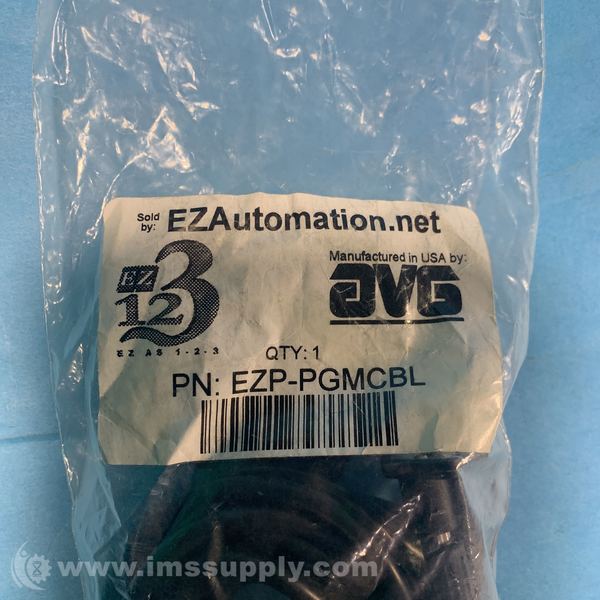 Sold by: EZAutomation.net
EZ
123
EZ AS 1-2-3
Manufactured in USA by:
AVG
QTY: 1
PN: EZP-PGMCBL
www.imssupply.com